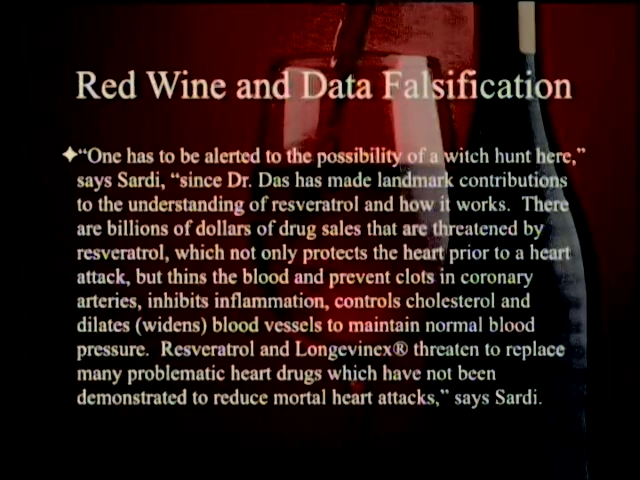 Red Wine and Data Falsification
✦“One has to be alerted to the possibility of a witch hunt here,”
says Sardi, “since Dr. Das has made landmark contributions
to the understanding of resveratrol and how it works.  There
are billions of dollars of drug sales that are threatened by
resveratrol, which not only protects the heart prior to a heart
attack, but thins the blood and prevent clots in coronary
arteries, inhibits inflammation, controls cholesterol and
dilates (widens) blood vessels to maintain normal blood
pressure.  Resveratrol and Longevinex® threaten to replace
many problematic heart drugs which have not been
demonstrated to reduce mortal heart attacks,” says Sardi.